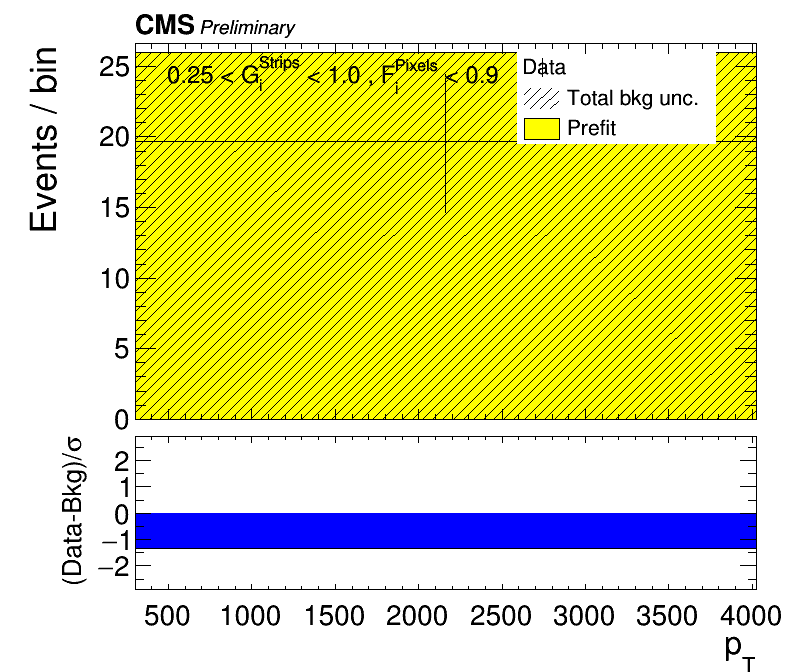 CMS Preliminary
0.25 < G_i^Strips < 1.0 , F_i^Pixels < 0.9
Data
Total bkg unc.
Prefit
Events / bin
25
20
15
10
5
0
(Data-Bkg)/σ
2
1
0
−1
−2
500 1000 1500 2000 2500 3000 3500 4000
p_T